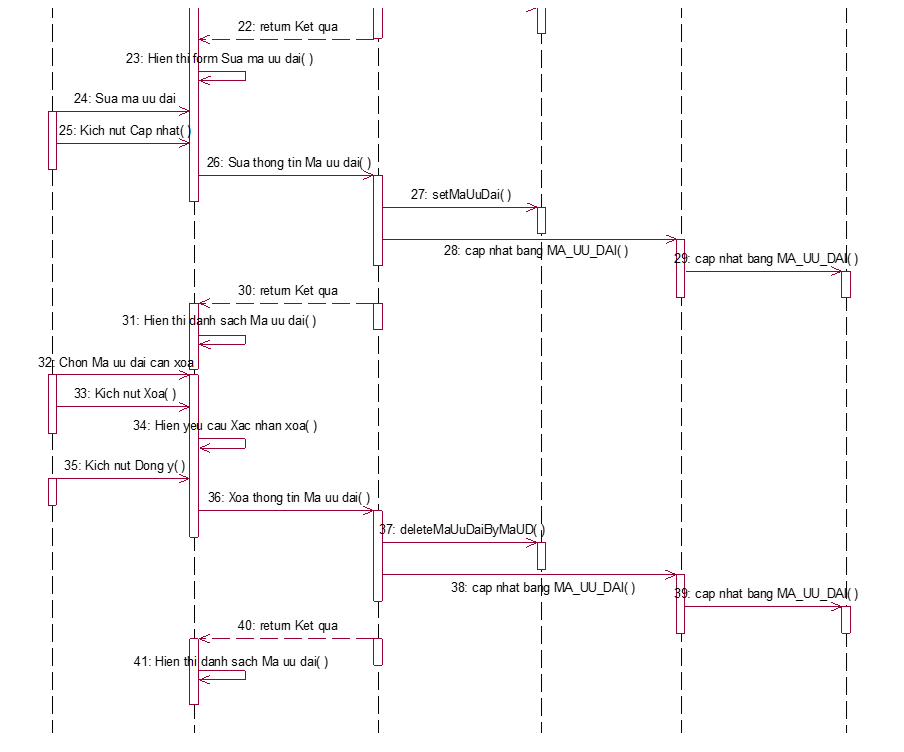 22: return Ket qua
23: Hien thi form Sua ma uu dai( )
24: Sua ma uu dai
25: Kich nut Cap nhat( )
26: Sua thong tin Ma uu dai( )
27: setMaUuDai( )
28: cap nhat bang MA_UU_DAI( )
29: cap nhat bang MA_UU_DAI( )
30: return Ket qua
31: Hien thi danh sach Ma uu dai( )
32: Chon Ma uu dai can xoa
33: Kich nut Xoa( )
34: Hien yeu cau Xac nhan xoa( )
35: Kich nut Dong y( )
36: Xoa thong tin Ma uu dai( )
37: deleteMaUuDaiByMaUD( )
38: cap nhat bang MA_UU_DAI( )
39: cap nhat bang MA_UU_DAI( )
40: return Ket qua
41: Hien thi danh sach Ma uu dai( )